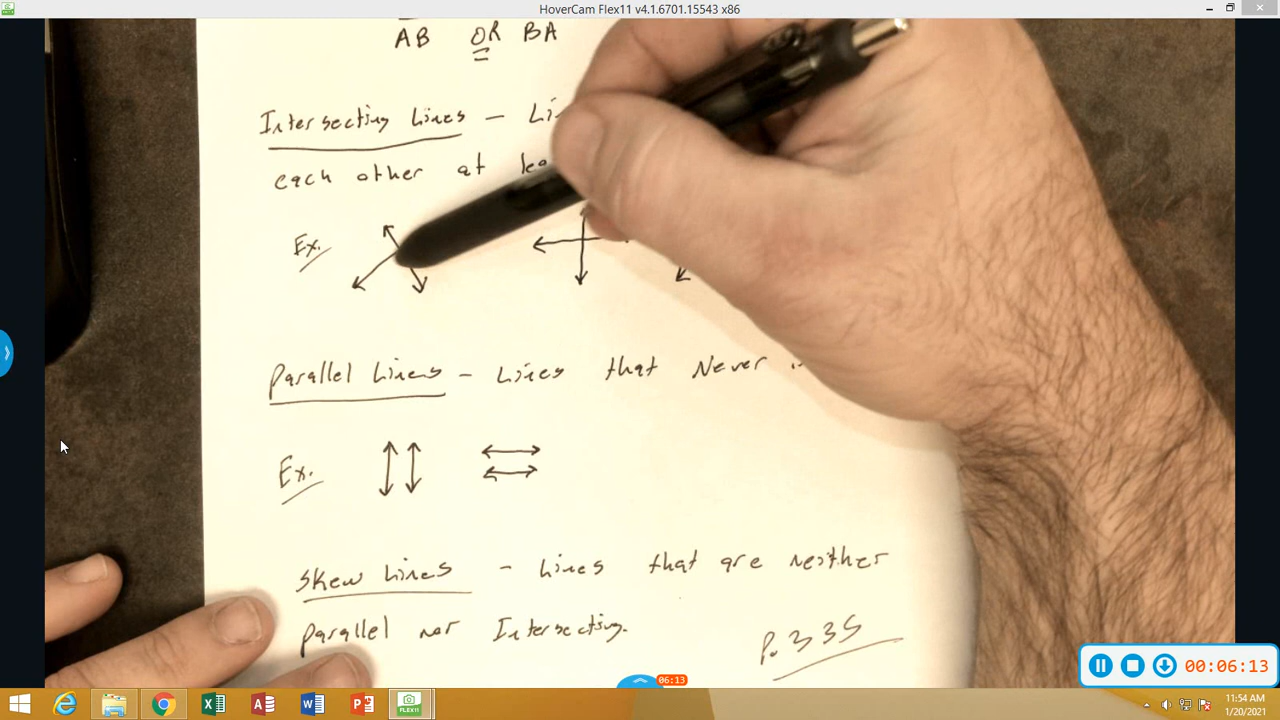 HoverCam Flex11 v4.1.6701.15543 x86
AB OR BA
Intersecting Lines -
each other at
Ex.
Parallel Lines - Lines that Never
Ex.
Skew Lines - Lines that are neither
parallel nor Intersecting.
P. 335
00:06:13
06:13
FLEX11
11:54 AM
1/20/2021